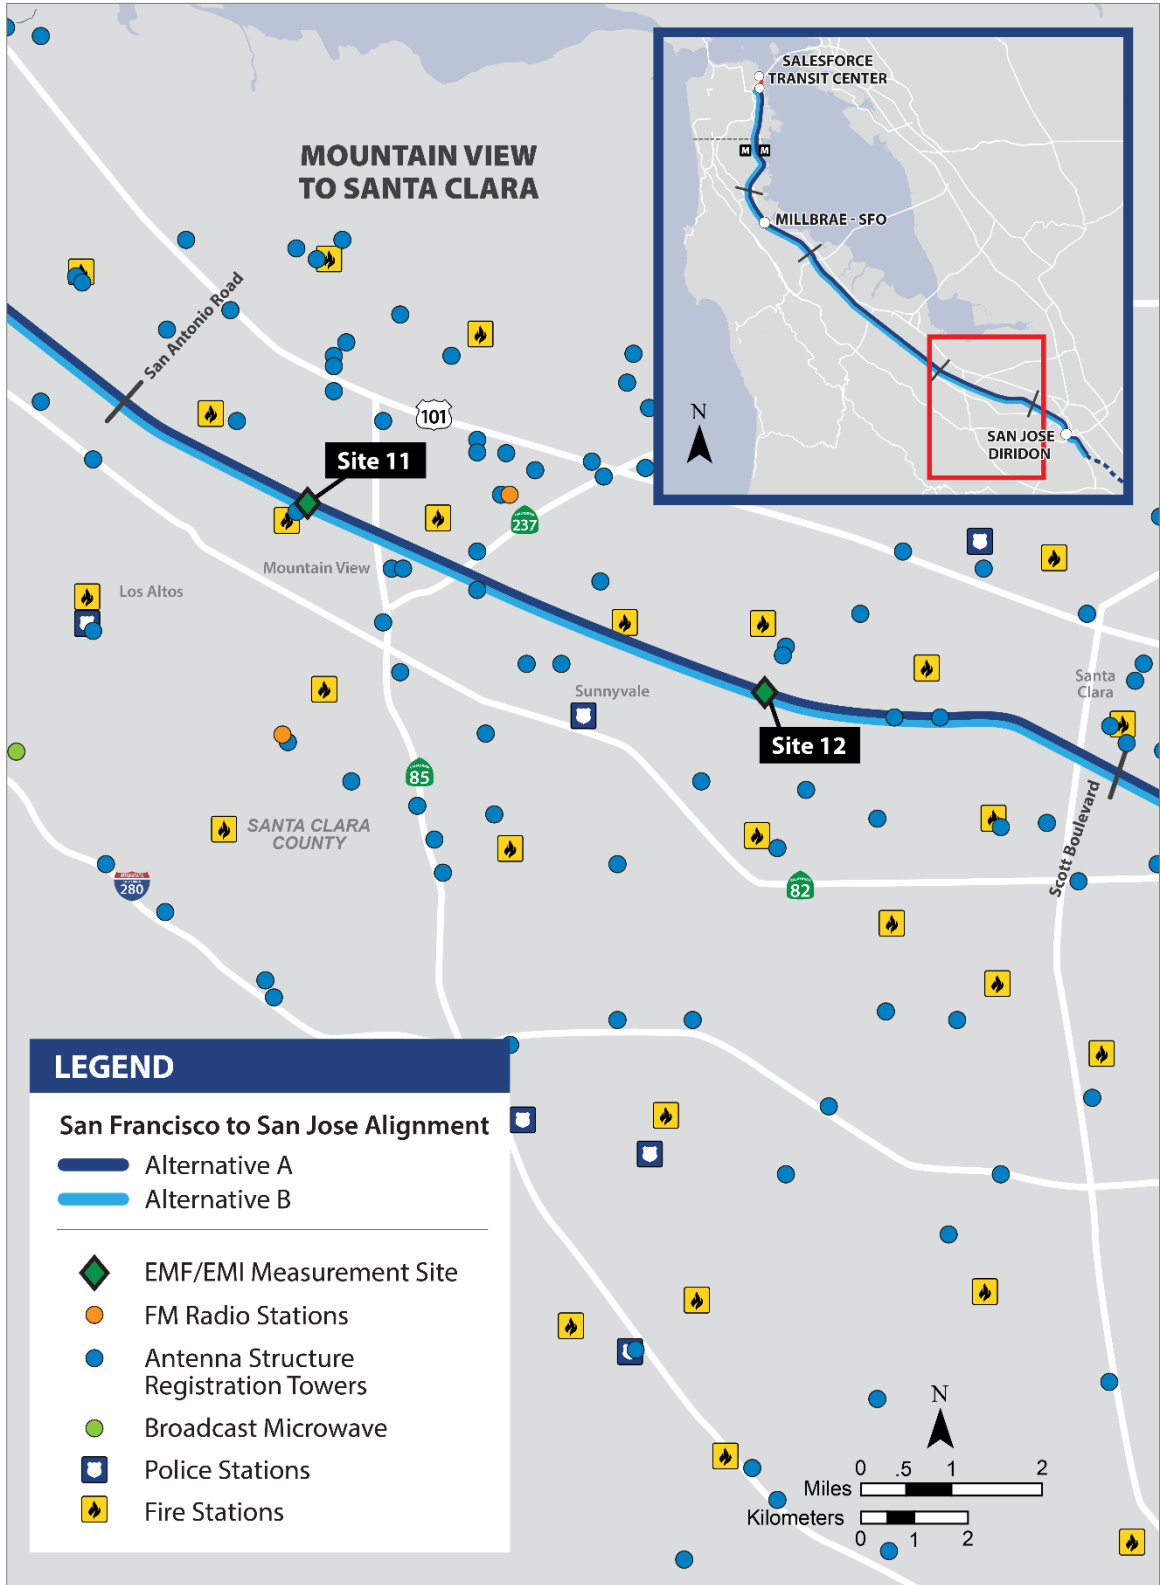 MOUNTAIN VIEW
TO SANTA CLARA
SALESFORCE
TRANSIT CENTER
M M
MILLBRAE - SFO
SAN JOSE
DIRIDON
N
San Antonio Road
101
Site 11
237
Mountain View
Los Altos
Sunnyvale
Santa
Clara
Site 12
85
SANTA CLARA
COUNTY
280
82
Scott Boulevard
LEGEND
San Francisco to San Jose Alignment
Alternative A
Alternative B
EMF/EMI Measurement Site
FM Radio Stations
Antenna Structure
Registration Towers
Broadcast Microwave
Police Stations
Fire Stations
N
0 .5 1 2
Miles
Kilometers
0 1 2